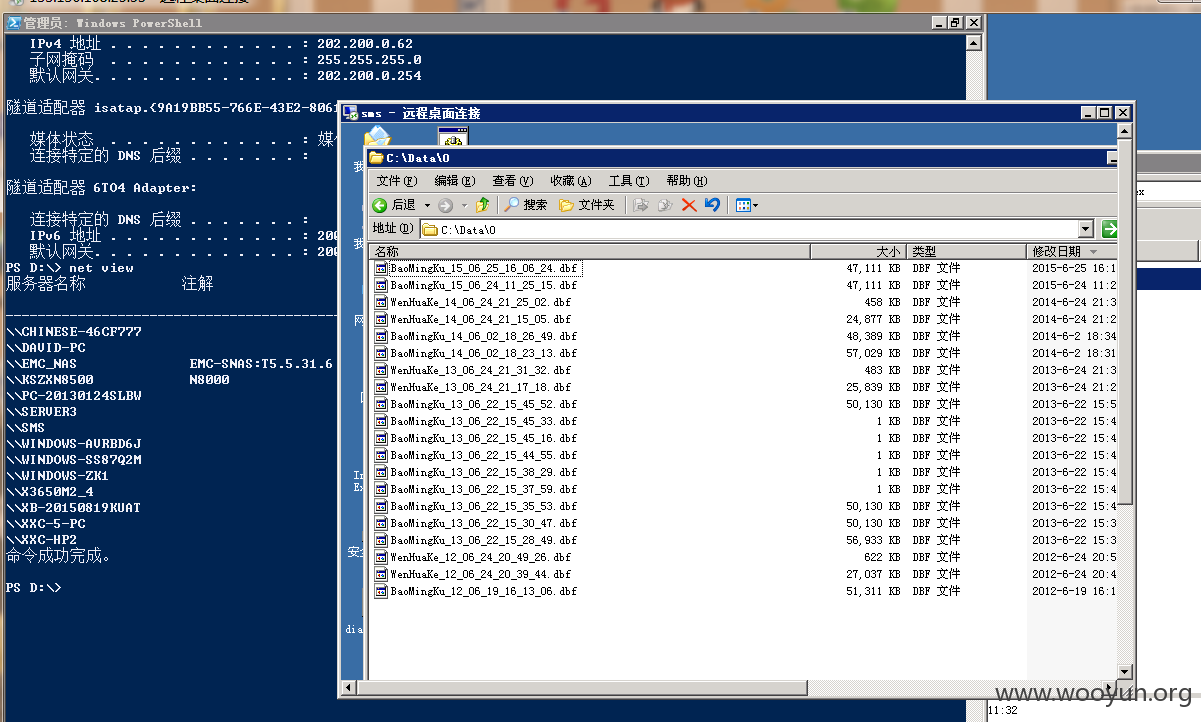 管理员: Windows PowerShell
IPv4 地址 . . . . . . . . . . . . : 202.200.0.62
子网掩码 . . . . . . . . . . . . : 255.255.255.0
默认网关. . . . . . . . . . . . . : 202.200.0.254
隧道适配器 isatap.{9A19BB55-766E-43E2-806
媒体状态 . . . . . . . . . . . . : 媒
连接特定的 DNS 后缀 . . . . . . . :
隧道适配器 6TO4 Adapter:
连接特定的 DNS 后缀 . . . . . . . :
IPv6 地址 . . . . . . . . . . . . : 200
默认网关. . . . . . . . . . . . . : 200
PS D:\> net view
服务器名称 注解
-------------------------------------------
\\CHINESE-46CF777
\\DAVID-PC
\\EMC_NAS EMC-SNAS:T5.5.31.6
\\KSZXN8500 N8000
\\PC-20130124SLBW
\\SERVER3
\\SMS
\\WINDOWS-AVRBD6J
\\WINDOWS-SS87Q2M
\\WINDOWS-ZK1
\\X3650M2_4
\\XB-20150819KUAT
\\XXC-5-PC
\\XXC-HP2
命令成功完成。
PS D:\>
sms - 远程桌面连接
C:\Data\O
文件(F) 编辑(E) 查看(V) 收藏(A) 工具(T) 帮助(H)
后退 搜索 文件夹
地址(D) C:\Data\O
名称 大小 类型 修改日期
BaoMingKu_15_06_25_16_06_24.dbf 47,111 KB DBF 文件 2015-6-25 16:1
BaoMingKu_15_06_24_11_25_15.dbf 47,111 KB DBF 文件 2015-6-24 11:2
WenHuaKe_14_06_24_21_25_02.dbf 458 KB DBF 文件 2014-6-24 21:3
WenHuaKe_14_06_24_21_15_05.dbf 24,877 KB DBF 文件 2014-6-24 21:2
BaoMingKu_14_06_02_18_26_49.dbf 48,389 KB DBF 文件 2014-6-2 18:34
BaoMingKu_14_06_02_18_23_13.dbf 57,029 KB DBF 文件 2014-6-2 18:31
WenHuaKe_13_06_24_21_31_32.dbf 483 KB DBF 文件 2013-6-24 21:3
WenHuaKe_13_06_24_21_17_18.dbf 25,839 KB DBF 文件 2013-6-24 21:2
BaoMingKu_13_06_22_15_45_52.dbf 50,130 KB DBF 文件 2013-6-22 15:5
BaoMingKu_13_06_22_15_45_33.dbf 1 KB DBF 文件 2013-6-22 15:4
BaoMingKu_13_06_22_15_45_16.dbf 1 KB DBF 文件 2013-6-22 15:4
BaoMingKu_13_06_22_15_44_55.dbf 1 KB DBF 文件 2013-6-22 15:4
BaoMingKu_13_06_22_15_38_29.dbf 1 KB DBF 文件 2013-6-22 15:4
BaoMingKu_13_06_22_15_37_59.dbf 1 KB DBF 文件 2013-6-22 15:4
BaoMingKu_13_06_22_15_35_53.dbf 50,130 KB DBF 文件 2013-6-22 15:4
BaoMingKu_13_06_22_15_30_47.dbf 50,130 KB DBF 文件 2013-6-22 15:3
BaoMingKu_13_06_22_15_28_49.dbf 56,933 KB DBF 文件 2013-6-22 15:3
WenHuaKe_12_06_24_20_49_26.dbf 622 KB DBF 文件 2012-6-24 20:5
WenHuaKe_12_06_24_20_39_44.dbf 27,037 KB DBF 文件 2012-6-24 20:4
BaoMingKu_12_06_19_16_13_06.dbf 51,311 KB DBF 文件 2012-6-19 16:1
dia
www.wooyun.org
11:32